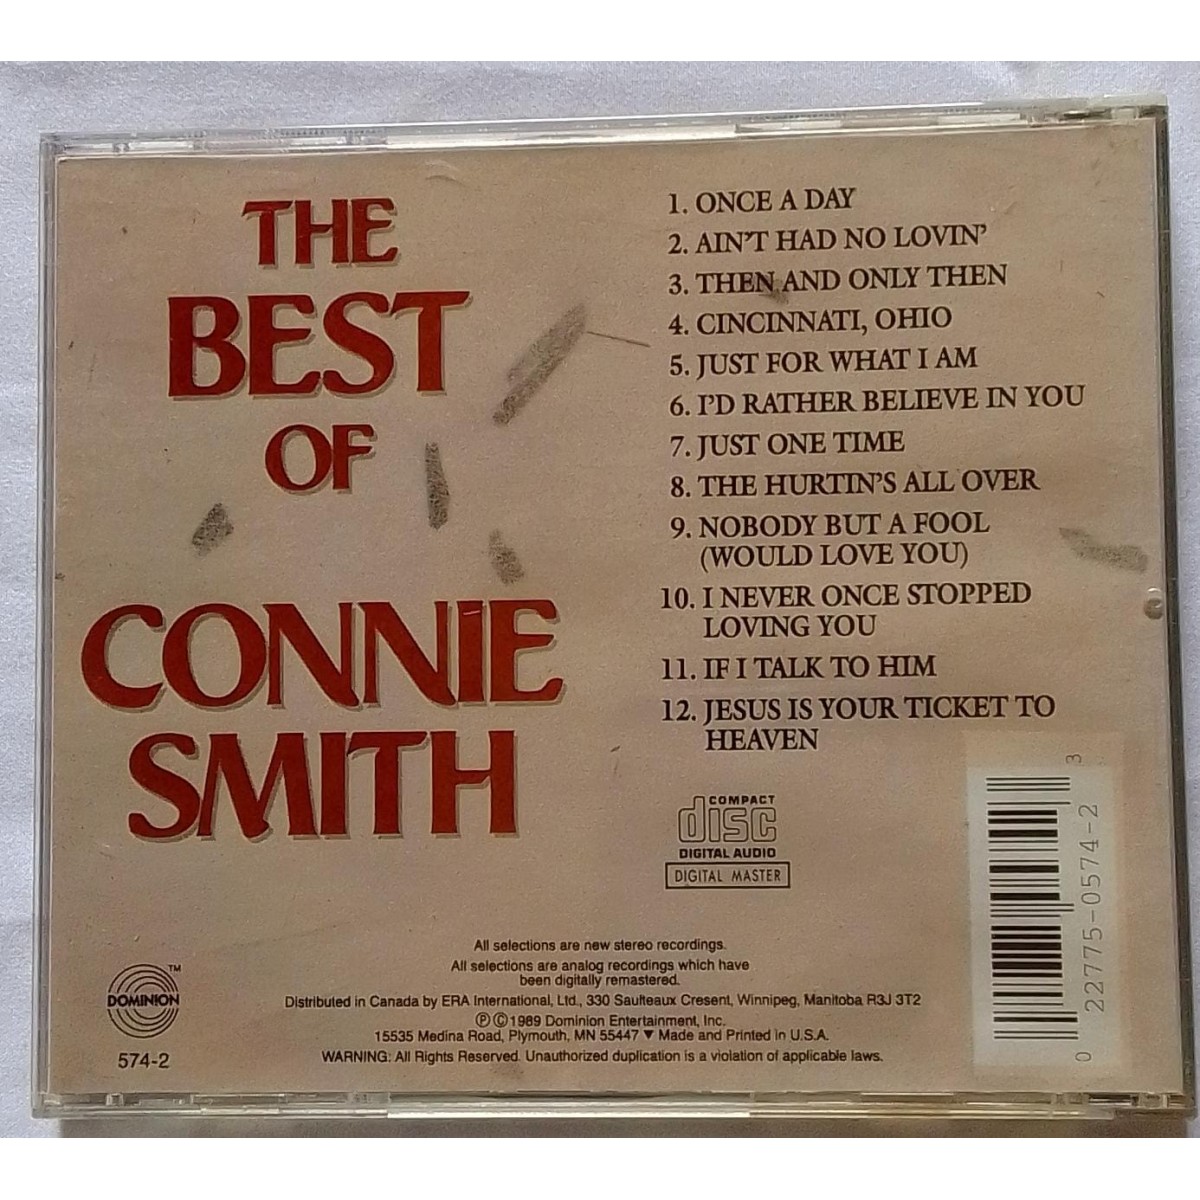 THE
BEST
OF
CONNIE
SMITH
1. ONCE A DAY
2. AIN'T HAD NO LOVIN'
3. THEN AND ONLY THEN
4. CINCINNATI, OHIO
5. JUST FOR WHAT I AM
6. I'D RATHER BELIEVE IN YOU
7. JUST ONE TIME
8. THE HURTIN'S ALL OVER
9. NOBODY BUT A FOOL
(WOULD LOVE YOU)
10. I NEVER ONCE STOPPED
LOVING YOU
11. IF I TALK TO HIM
12. JESUS IS YOUR TICKET TO
HEAVEN
COMPACT
disc
DIGITAL AUDIO
DIGITAL MASTER
0 22775-0574-2 3
All selections are new stereo recordings.
All selections are analog recordings which have
been digitally remastered.
Distributed in Canada by ERA International, Ltd., 330 Saulteaux Cresent, Winnipeg, Manitoba R3J 3T2
℗ © 1989 Dominion Entertainment, Inc.
15535 Medina Road, Plymouth, MN 55447 ▼ Made and Printed in U.S.A.
WARNING: All Rights Reserved. Unauthorized duplication is a violation of applicable laws.
DOMINION™
574-2